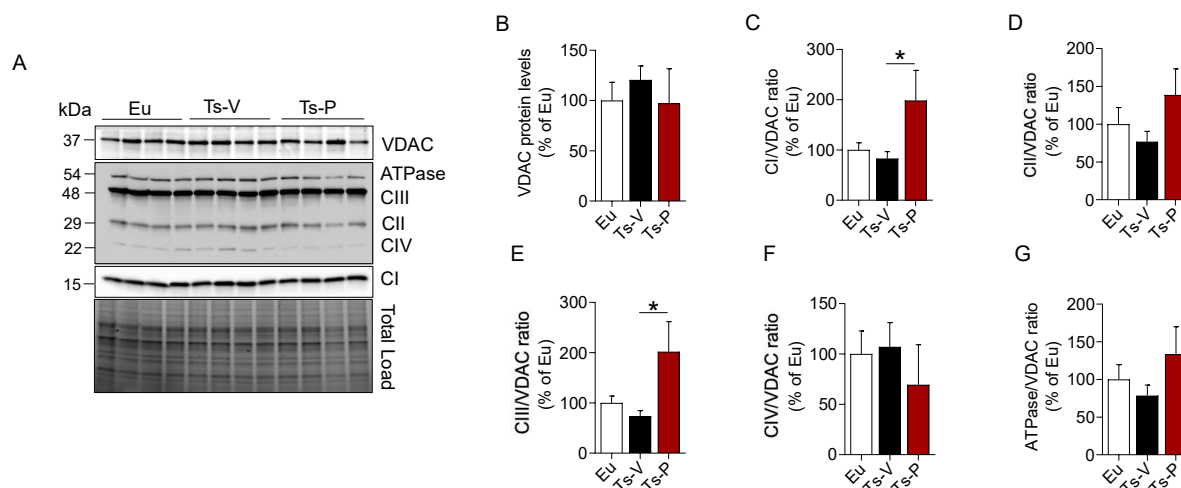 A
kDa
Eu
Ts-V
Ts-P
37
VDAC
54
ATPase
48
CIII
29
CII
22
CIV
15
CI
Total Load
B
VDAC protein levels
(% of Eu)
150
100
50
0
Eu
Ts-V
Ts-P
C
CI/VDAC ratio
(% of Eu)
300
200
100
0
*
Eu
Ts-V
Ts-P
D
CII/VDAC ratio
(% of Eu)
200
150
100
50
0
Eu
Ts-V
Ts-P
E
CIII/VDAC ratio
(% of Eu)
300
200
100
0
*
Eu
Ts-V
Ts-P
F
CIV/VDAC ratio
(% of Eu)
150
100
50
0
Eu
Ts-V
Ts-P
G
ATPase/VDAC ratio
(% of Eu)
200
150
100
50
0
Eu
Ts-V
Ts-P